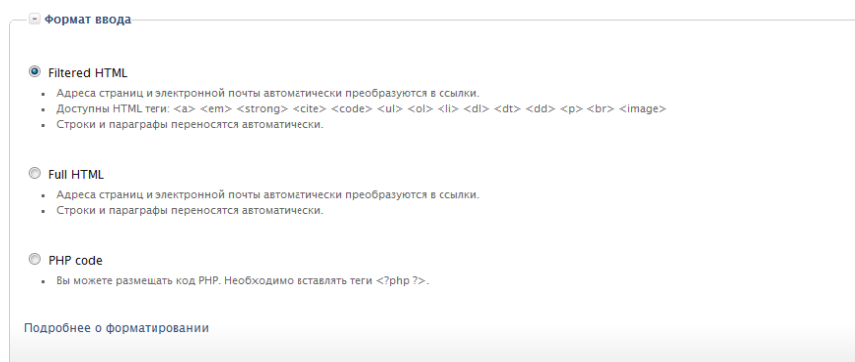 Формат ввода
Filtered HTML
Адреса страниц и электронной почты автоматически преобразуются в ссылки.
Доступны HTML теги: <a> <em> <strong> <cite> <code> <ul> <ol> <li> <dl> <dt> <dd> <p> <br> <image>
Строки и параграфы переносятся автоматически.
Full HTML
Адреса страниц и электронной почты автоматически преобразуются в ссылки.
Строки и параграфы переносятся автоматически.
PHP code
Вы можете размещать код PHP. Необходимо вставлять теги <?php ?>.
Подробнее о форматировании